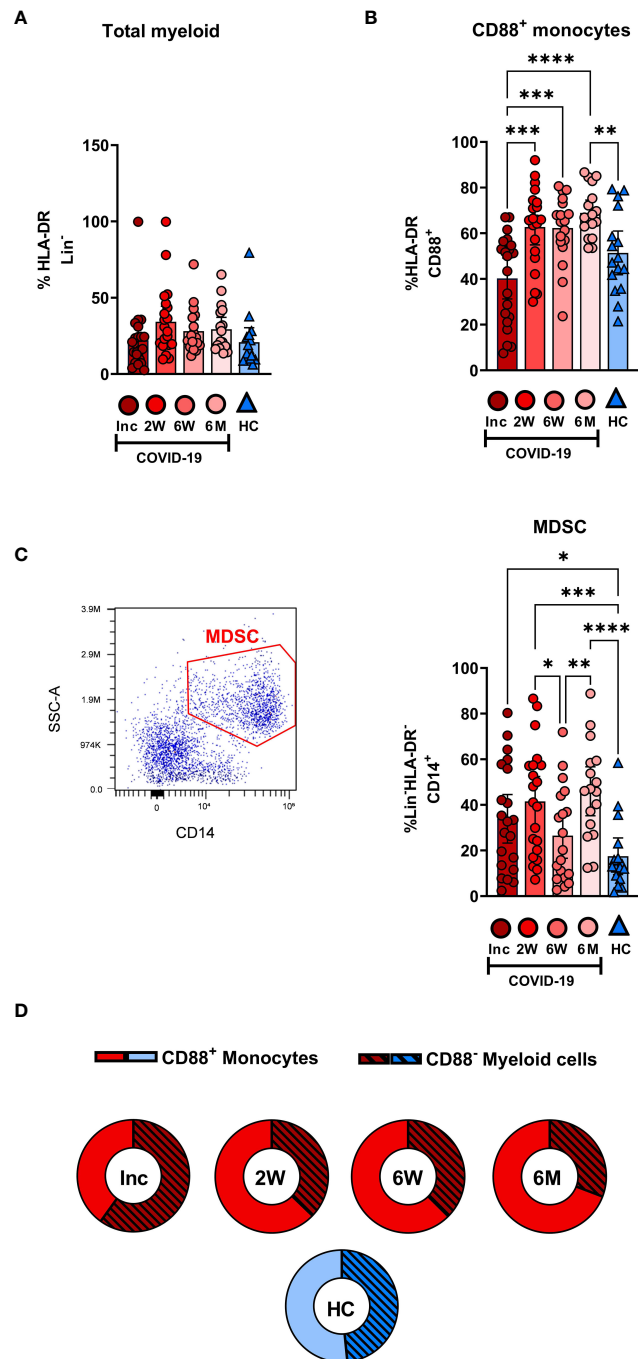 A
Total myeloid
% HLA-DR
Lin⁻
150
100
50
0
Inc 2W 6W 6M HC
COVID-19
B
CD88⁺ monocytes
****
***
*** **
%HLA-DR
CD88⁺
100
80
60
40
20
0
Inc 2W 6W 6M HC
COVID-19
C
SSC-A
3.9M
2.9M
1.9M
974K
0.0
MDSC
0 10⁴
CD14
MDSC
*
***
****
* **
%Lin⁻HLA-DR⁻
CD14⁺
100
80
60
40
20
0
Inc 2W 6W 6M HC
COVID-19
D
CD88⁺ Monocytes CD88⁻ Myeloid cells
Inc 2W 6W 6M
HC